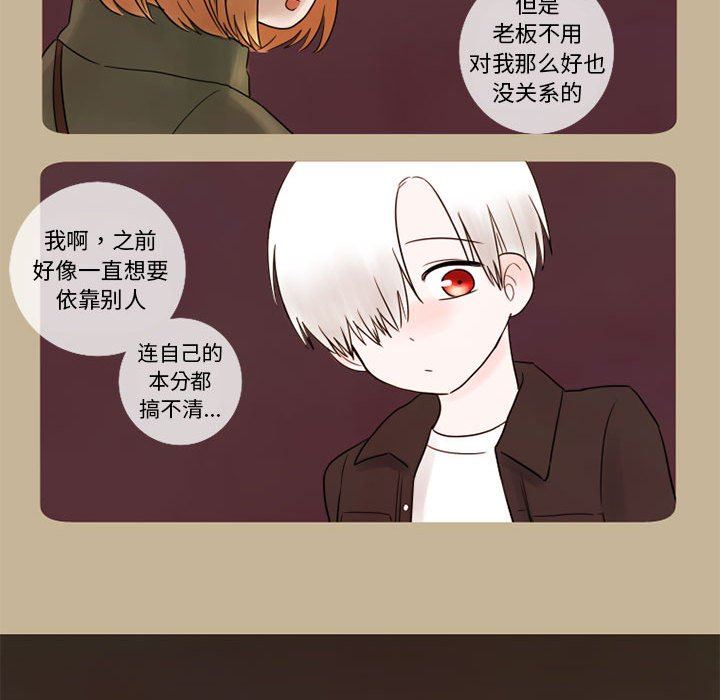 但是
老板不用
对我那么好也
没关系的
我啊，之前
好像一直想要
依靠别人
连自己的
本分都
搞不清...